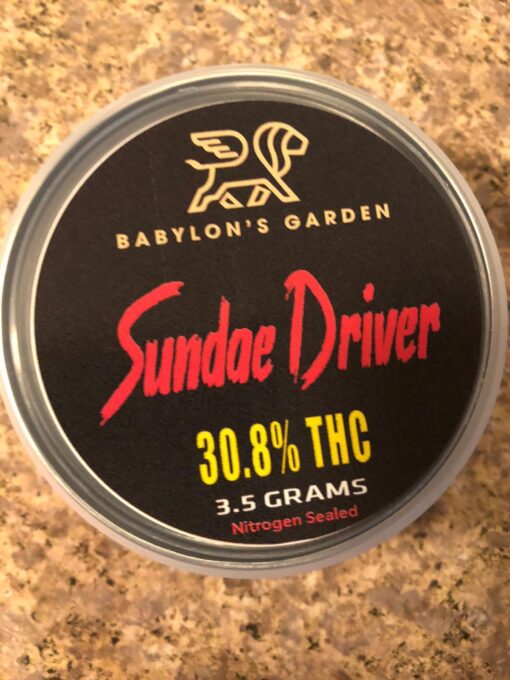 BABYLON'S GARDEN
Sundae Driver
30.8% THC
3.5 GRAMS
Nitrogen Sealed